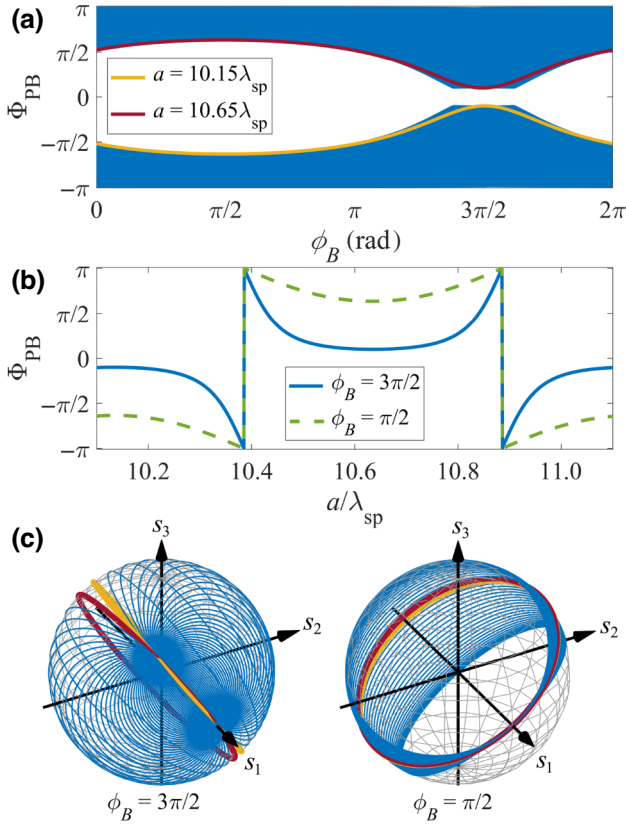 (a)
π
π/2
0
−π/2
−π
Φ_PB
a = 10.15λ_sp
a = 10.65λ_sp
0
π/2
π
3π/2
2π
ϕ_B (rad)
(b)
π
π/2
0
−π/2
−π
Φ_PB
ϕ_B = 3π/2
ϕ_B = π/2
10.2
10.4
10.6
10.8
11.0
a/λ_sp
(c)
s_3
s_2
s_1
ϕ_B = 3π/2
s_3
s_2
s_1
ϕ_B = π/2